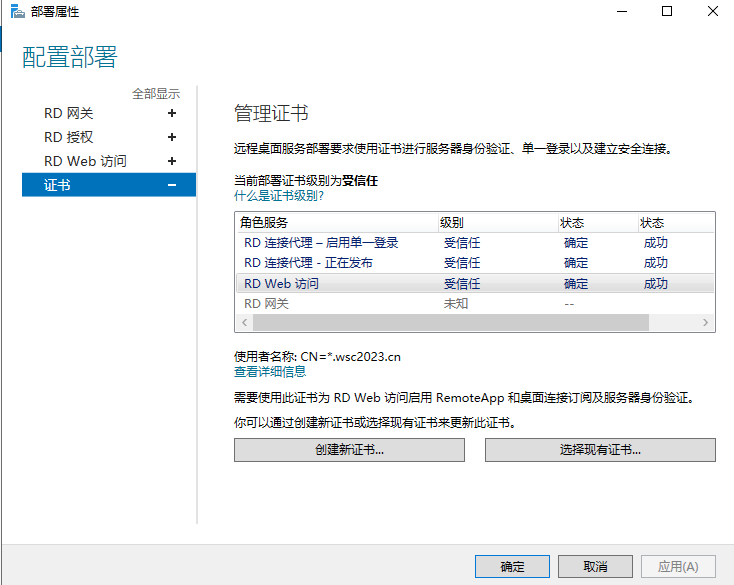 部署属性
配置部署
全部显示
RD 网关 +
RD 授权 +
RD Web 访问 +
证书 −
管理证书
远程桌面服务部署要求使用证书进行服务器身份验证、单一登录以及建立安全连接。
当前部署证书级别为受信任
什么是证书级别?
角色服务 级别 状态 状态
RD 连接代理 – 启用单一登录 受信任 确定 成功
RD 连接代理 - 正在发布 受信任 确定 成功
RD Web 访问 受信任 确定 成功
RD 网关 未知 --
使用者名称: CN=*.wsc2023.cn
查看详细信息
需要使用此证书为 RD Web 访问启用 RemoteApp 和桌面连接订阅及服务器身份验证。
你可以通过创建新证书或选择现有证书来更新此证书。
创建新证书... 选择现有证书...
确定 取消 应用(A)